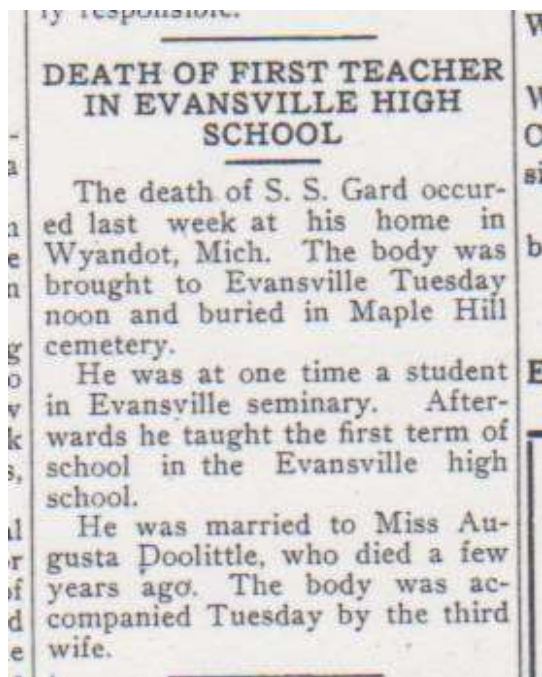 responsible.
DEATH OF FIRST TEACHER
IN EVANSVILLE HIGH
SCHOOL
The death of S. S. Gard occur-
ed last week at his home in
Wyandot, Mich. The body was
brought to Evansville Tuesday
noon and buried in Maple Hill
cemetery.
He was at one time a student
in Evansville seminary. After-
wards he taught the first term of
school in the Evansville high
school.
He was married to Miss Au-
gusta Doolittle, who died a few
years ago. The body was ac-
companied Tuesday by the third
wife.